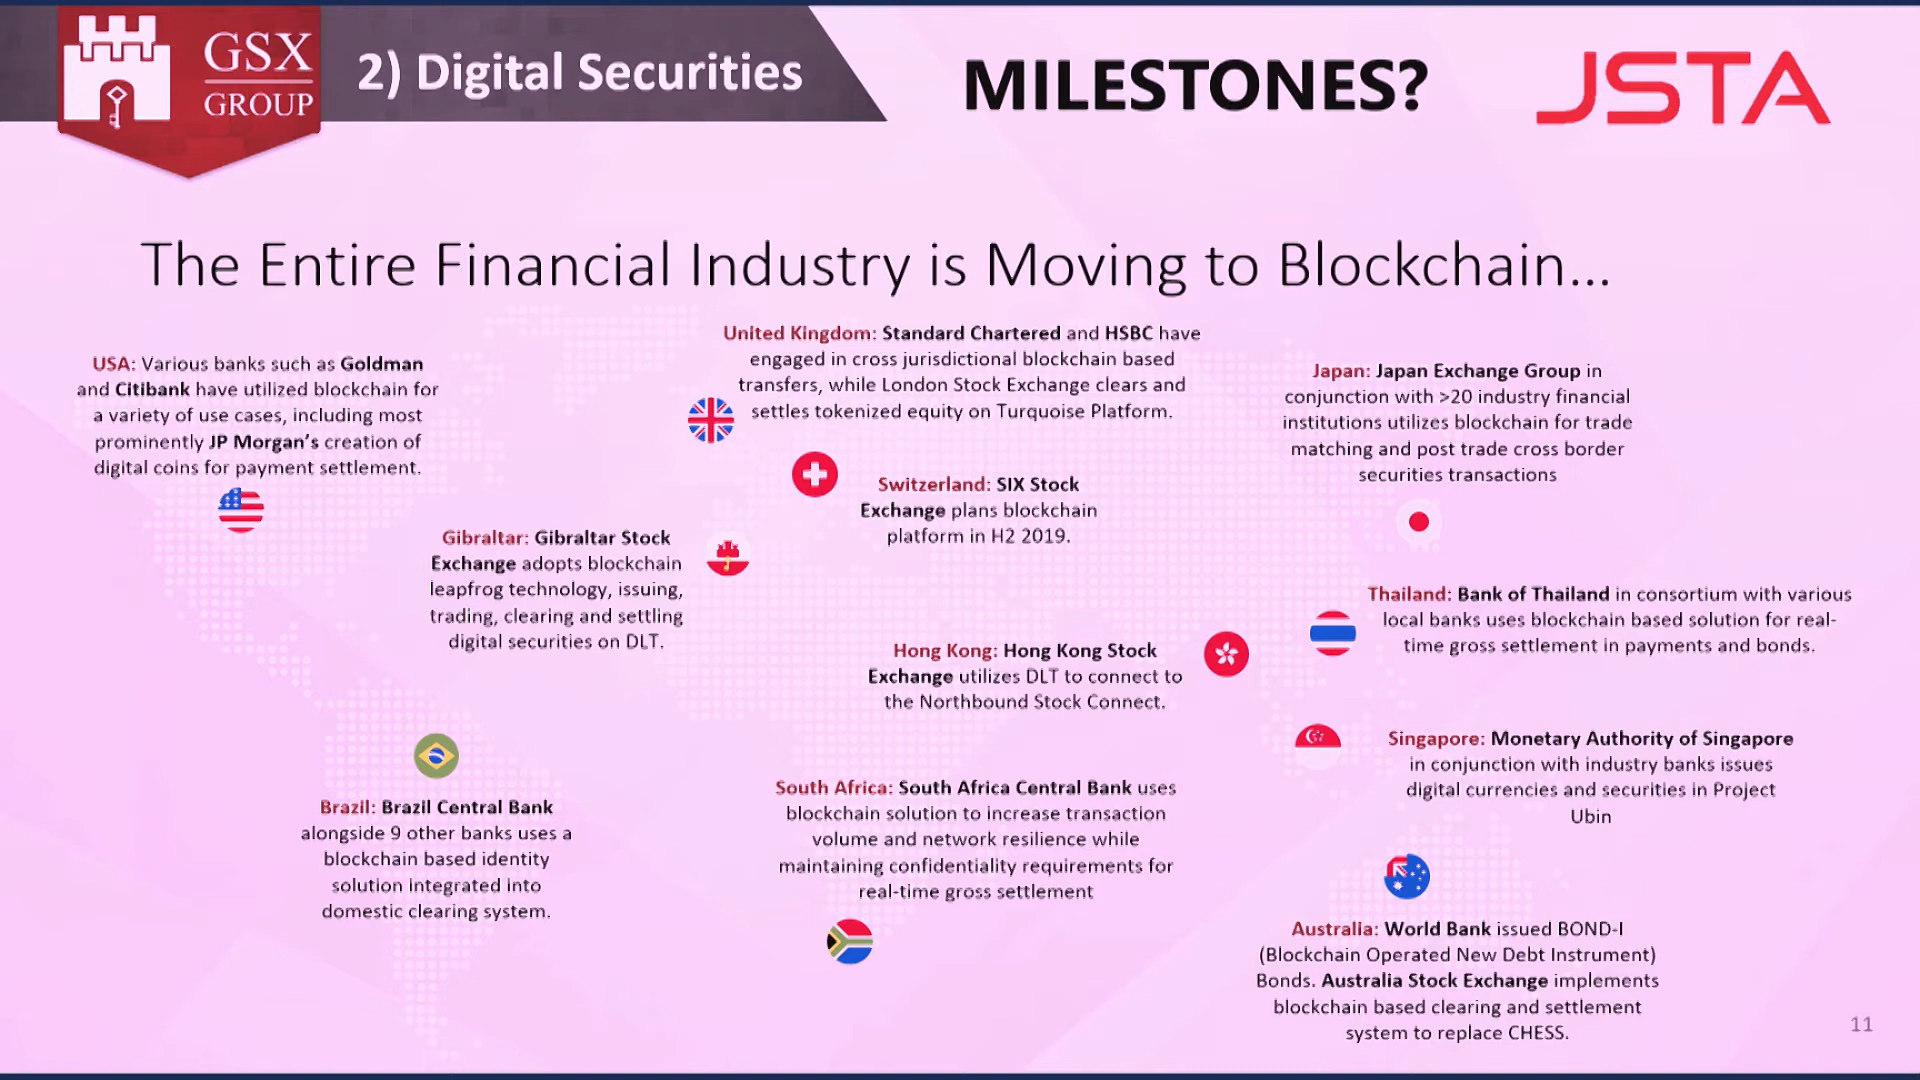 GSX
GROUP
2) Digital Securities
MILESTONES?
JSTA
The Entire Financial Industry is Moving to Blockchain...
USA: Various banks such as Goldman
and Citibank have utilized blockchain for
a variety of use cases, including most
prominently JP Morgan's creation of
digital coins for payment settlement.
United Kingdom: Standard Chartered and HSBC have
engaged in cross jurisdictional blockchain based
transfers, while London Stock Exchange clears and
settles tokenized equity on Turquoise Platform.
Japan: Japan Exchange Group in
conjunction with >20 industry financial
institutions utilizes blockchain for trade
matching and post trade cross border
securities transactions
Switzerland: SIX Stock
Exchange plans blockchain
platform in H2 2019.
Gibraltar: Gibraltar Stock
Exchange adopts blockchain
leapfrog technology, issuing,
trading, clearing and settling
digital securities on DLT.
Thailand: Bank of Thailand in consortium with various
local banks uses blockchain based solution for real-
time gross settlement in payments and bonds.
Hong Kong: Hong Kong Stock
Exchange utilizes DLT to connect to
the Northbound Stock Connect.
Singapore: Monetary Authority of Singapore
in conjunction with industry banks issues
digital currencies and securities in Project
Ubin
Brazil: Brazil Central Bank
alongside 9 other banks uses a
blockchain based identity
solution integrated into
domestic clearing system.
South Africa: South Africa Central Bank uses
blockchain solution to increase transaction
volume and network resilience while
maintaining confidentiality requirements for
real-time gross settlement
Australia: World Bank issued BOND-I
(Blockchain Operated New Debt Instrument)
Bonds. Australia Stock Exchange implements
blockchain based clearing and settlement
system to replace CHESS.
11